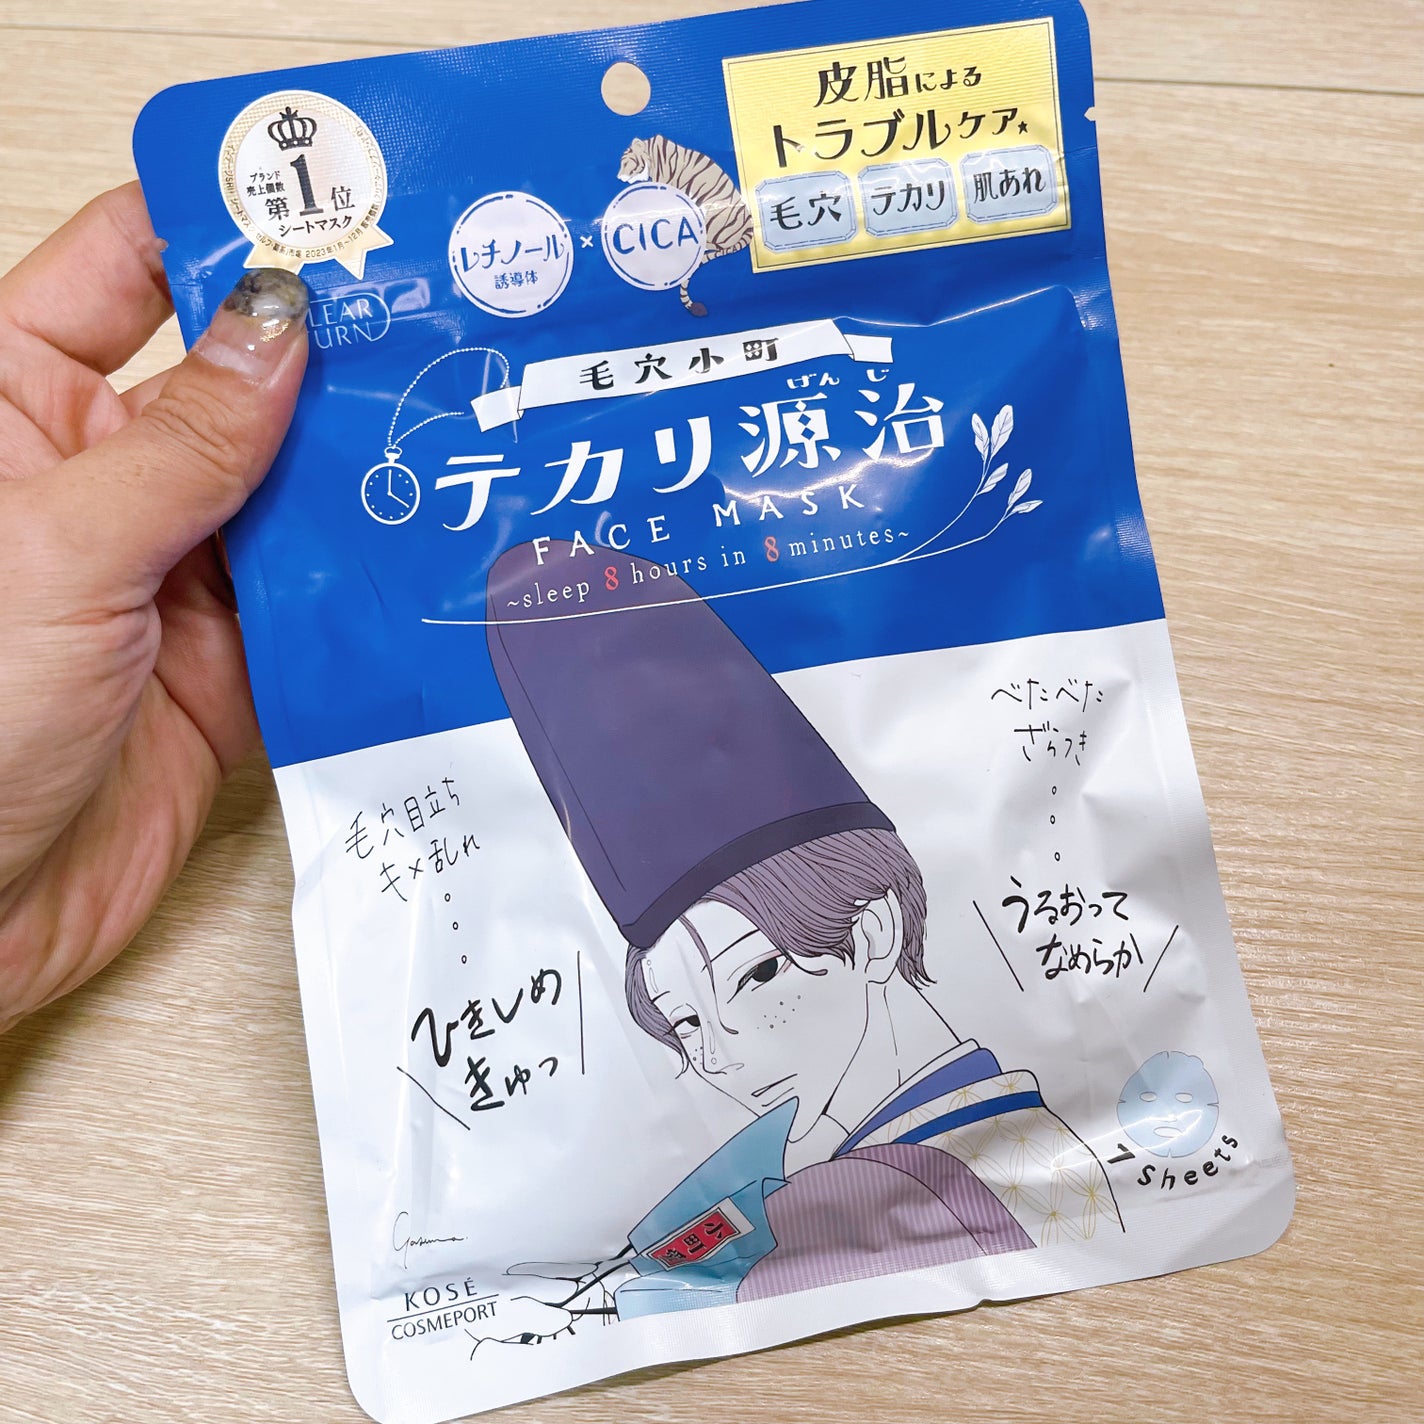 ブランド
売上個数
第1位
シートマスク
皮脂による
トラブルケア
毛穴 テカリ 肌あれ
レチノール
誘導体
×
CICA
LEAR
URN
毛穴小町
げんじ
テカリ源治
FACE MASK
~sleep 8 hours in 8 minutes~
べたべた
ざらつき
うるおって
なめらか
毛穴目立ち
キメ乱れ
ひきしめ
きゅっ
7 Sheets
KOSÉ
COSMEPORT